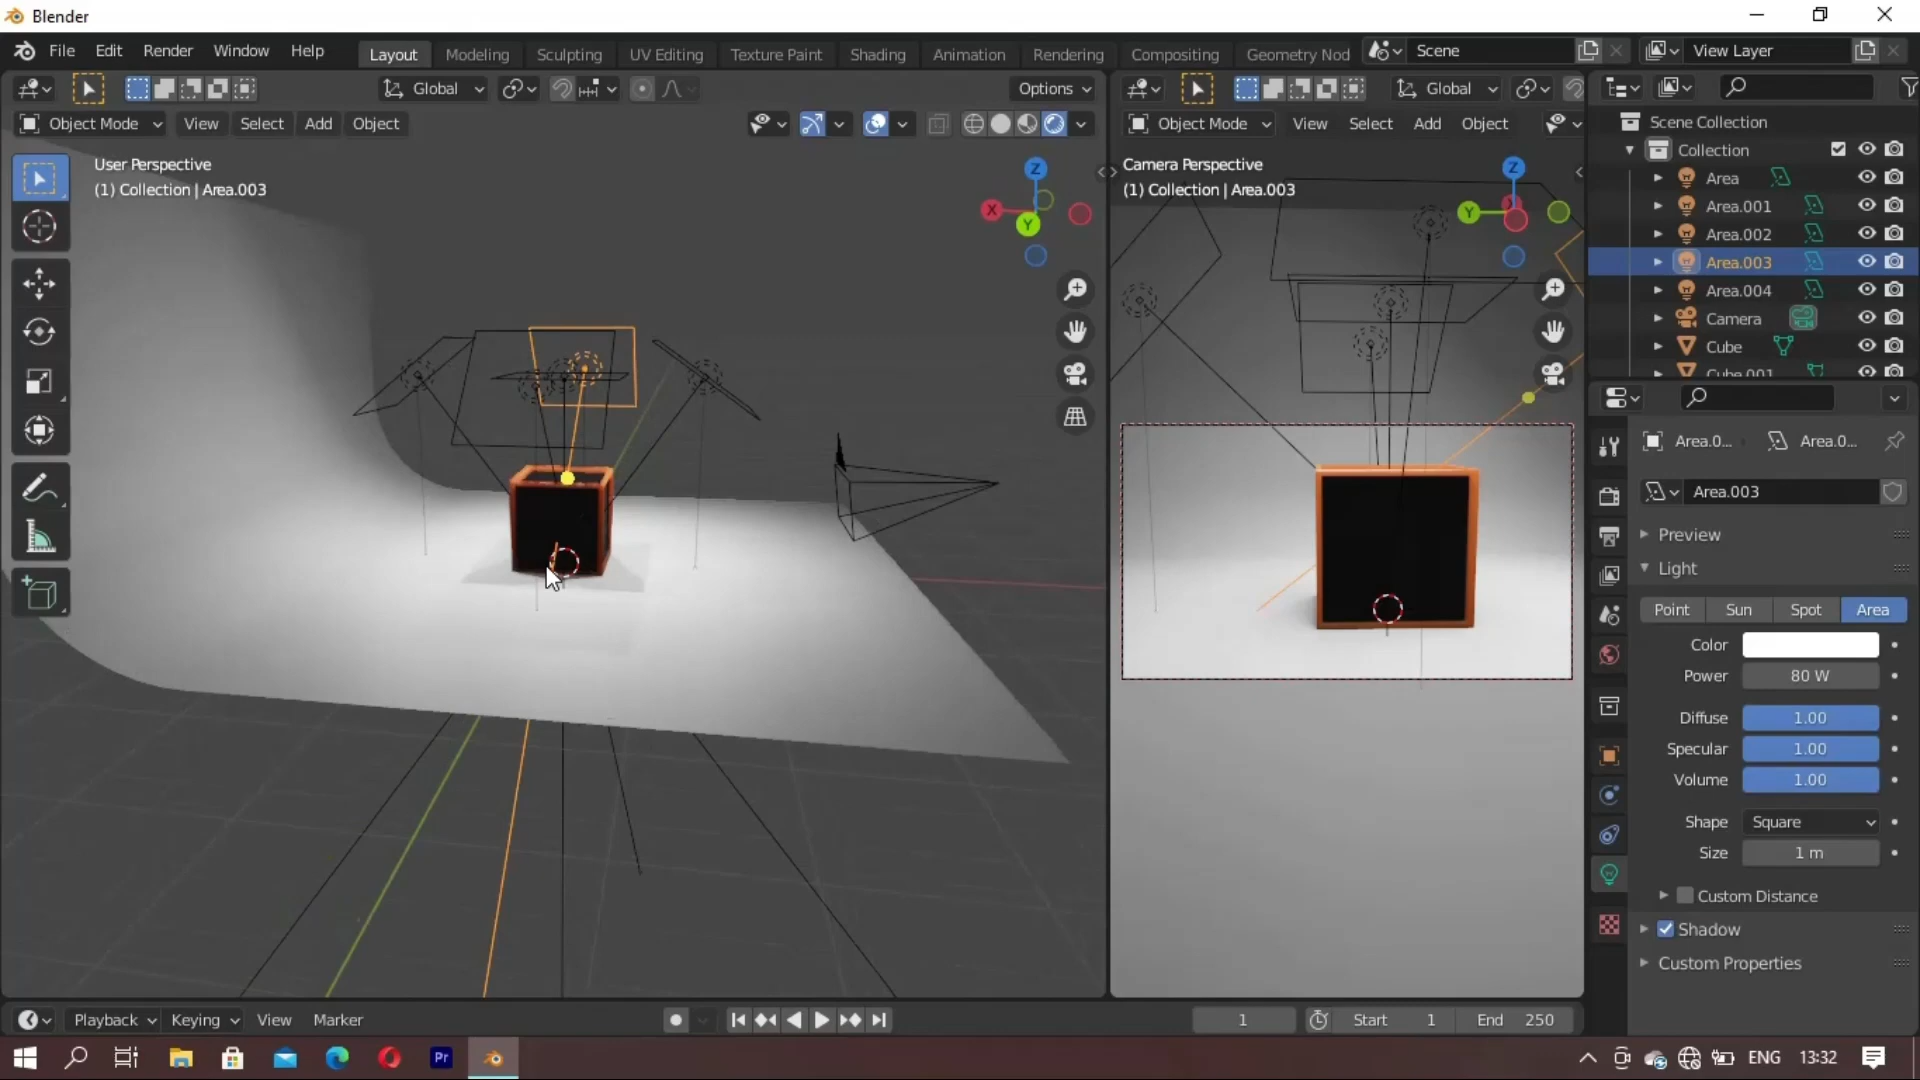 Blender
File Edit Render Window Help
Layout Modeling Sculpting UV Editing Texture Paint Shading Animation Rendering Compositing Geometry Nod
Scene
View Layer
Global
Options
Global
Object Mode View Select Add Object
Object Mode View Select Add Object
User Perspective
(1) Collection | Area.003
Z
X
Y
Camera Perspective
(1) Collection | Area.003
Z
Y
Scene Collection
Collection
Area
Area.001
Area.002
Area.003
Area.004
Camera
Cube
Cube.001
Area.0...
Area.0...
Area.003
Preview
Light
Point Sun Spot Area
Color
Power 80 W
Diffuse 1.00
Specular 1.00
Volume 1.00
Shape Square
Size 1 m
Custom Distance
Shadow
Custom Properties
Playback Keying View Marker
1
Start 1
End 250
Pr
ENG
13:32